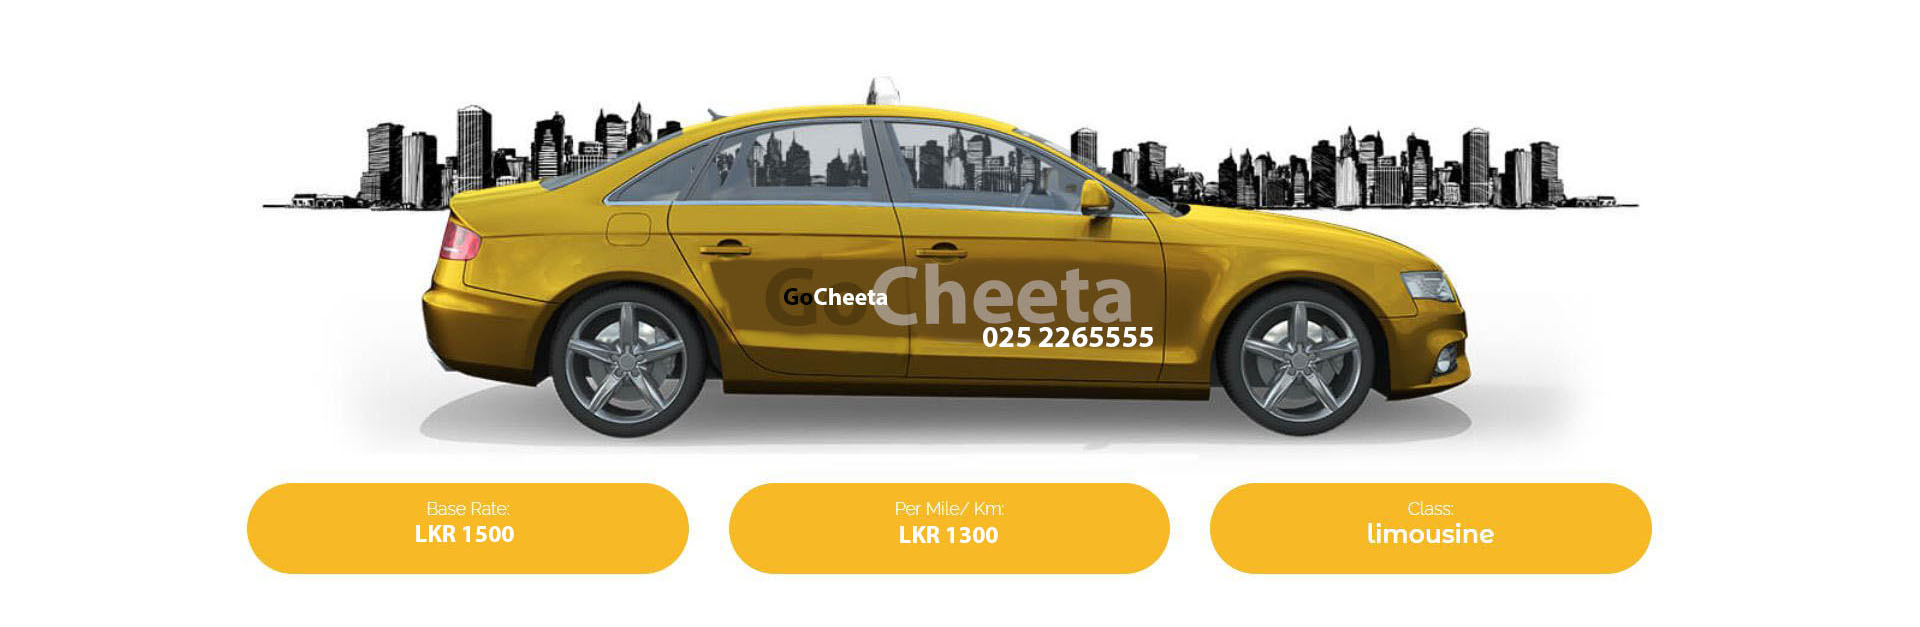 GoCheeta
GoCheeta
025 2265555
Base Rate:
LKR 1500
Per Mile/ Km:
LKR 1300
Class:
limousine